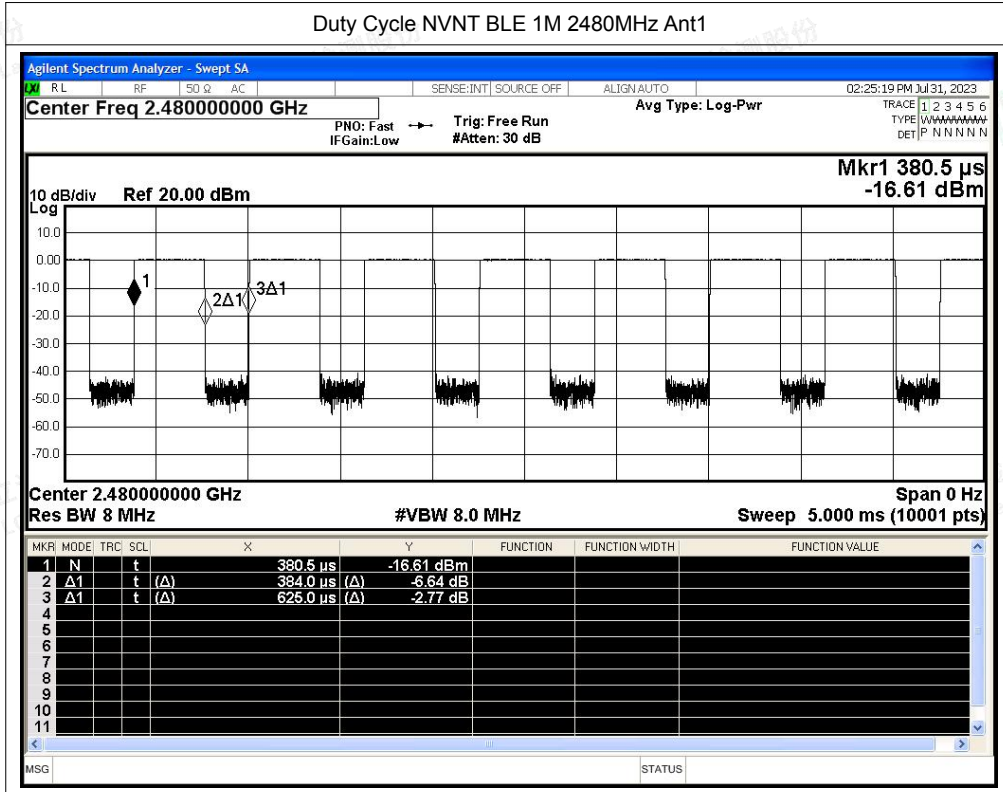 Duty Cycle NVNT BLE 1M 2480MHz Ant1
Agilent Spectrum Analyzer - Swept SA
LXI RL RF 50 Ω AC SENSE:INT SOURCE OFF ALIGN AUTO 02:25:19 PM Jul 31, 2023
Center Freq 2.480000000 GHz Avg Type: Log-Pwr TRACE 1 2 3 4 5 6
PNO: Fast Trig: Free Run TYPE WWWWWW
IFGain:Low #Atten: 30 dB DET P N N N N N
Mkr1 380.5 µs
10 dB/div Ref 20.00 dBm -16.61 dBm
Log
10.0
0.00
-10.0
1
2Δ1
3Δ1
-20.0
-30.0
-40.0
-50.0
-60.0
-70.0
Center 2.480000000 GHz Span 0 Hz
Res BW 8 MHz #VBW 8.0 MHz Sweep 5.000 ms (10001 pts)
MKR MODE TRC SCL X Y FUNCTION FUNCTION WIDTH FUNCTION VALUE
1 N t 380.5 µs -16.61 dBm
2 Δ1 t (Δ) 384.0 µs (Δ) -6.64 dB
3 Δ1 t (Δ) 625.0 µs (Δ) -2.77 dB
4
5
6
7
8
9
10
11
MSG STATUS